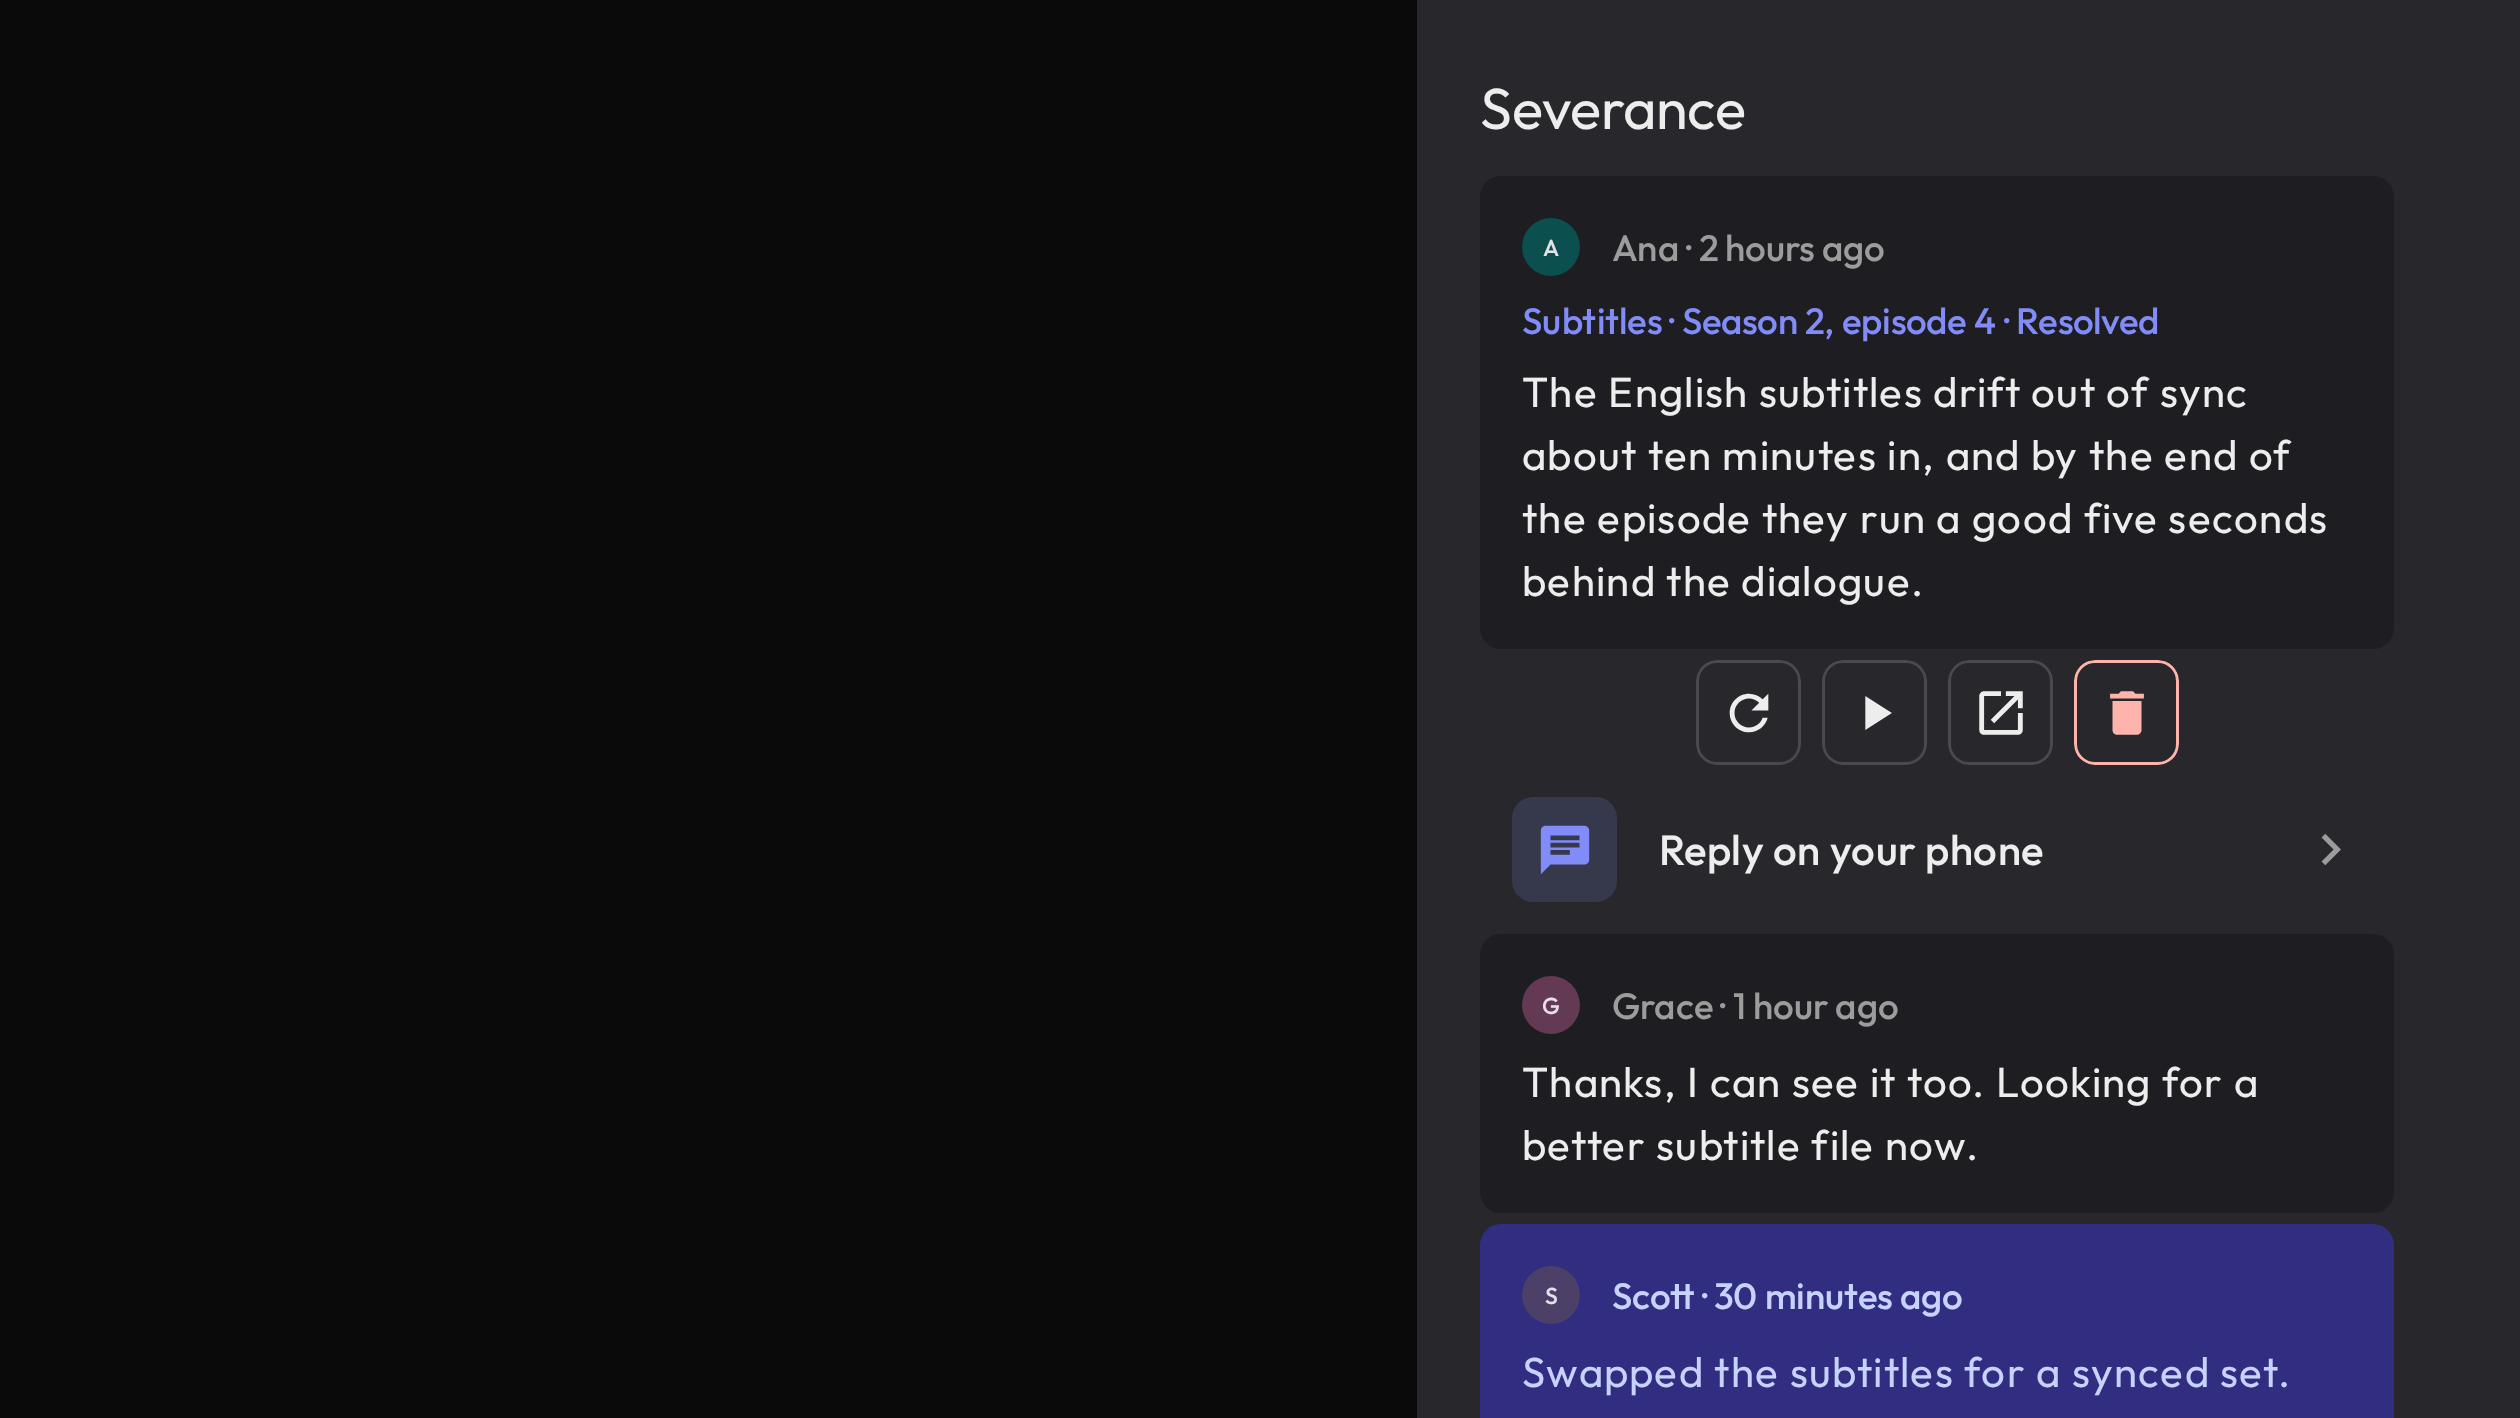 Severance
A
Ana · 2 hours ago
Subtitles · Season 2, episode 4 · Resolved
The English subtitles drift out of sync
about ten minutes in, and by the end of
the episode they run a good five seconds
behind the dialogue.
Reply on your phone
G
Grace · 1 hour ago
Thanks, I can see it too. Looking for a
better subtitle file now.
S
Scott · 30 minutes ago
Swapped the subtitles for a synced set.